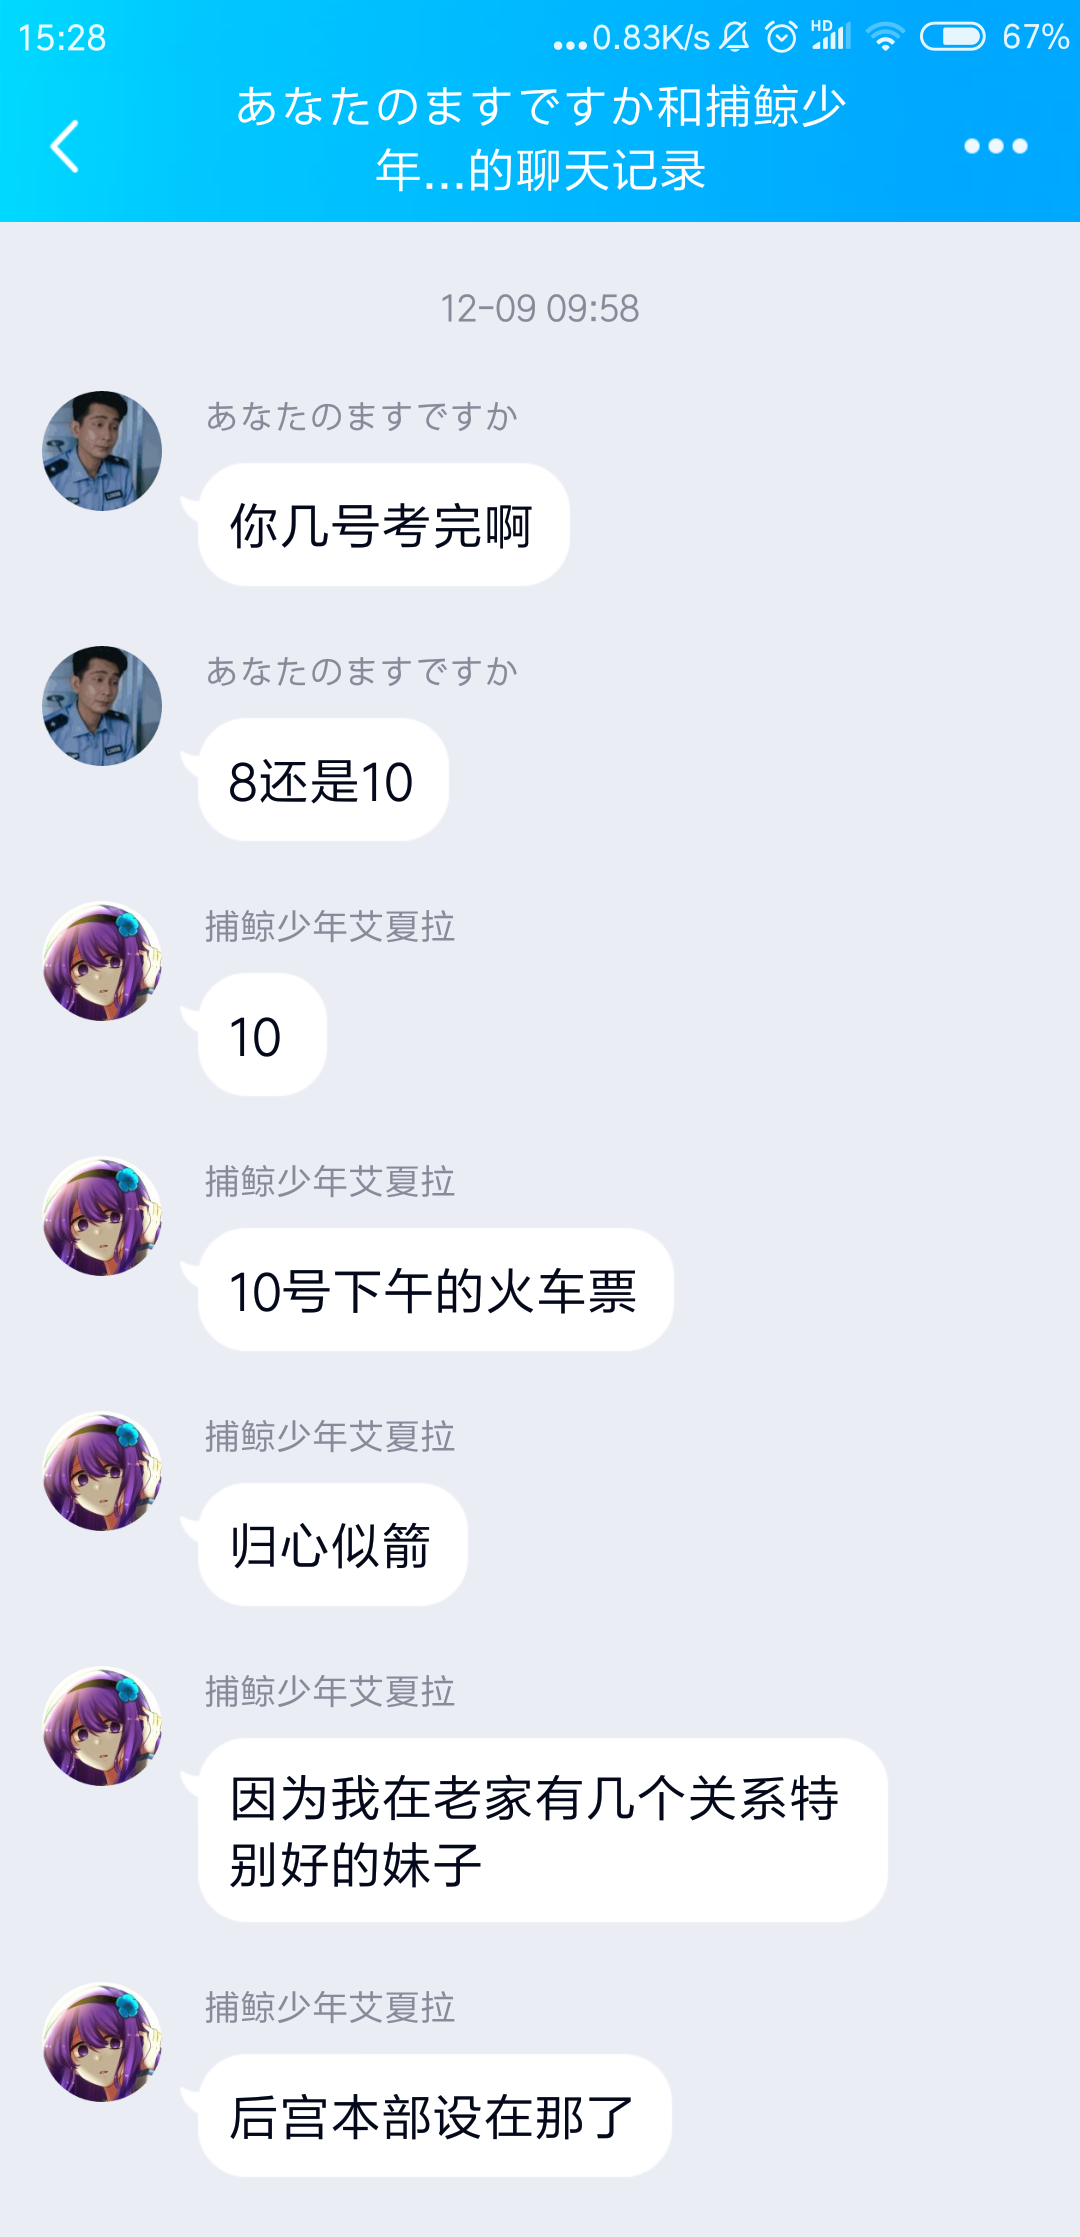 15:28
...0.83K/s HD 67%
あなたのますですか和捕鲸少
年...的聊天记录
12-09 09:58
あなたのますですか
你几号考完啊
あなたのますですか
8还是10
捕鲸少年艾夏拉
10
捕鲸少年艾夏拉
10号下午的火车票
捕鲸少年艾夏拉
归心似箭
捕鲸少年艾夏拉
因为我在老家有几个关系特
别好的妹子
捕鲸少年艾夏拉
后宫本部设在那了